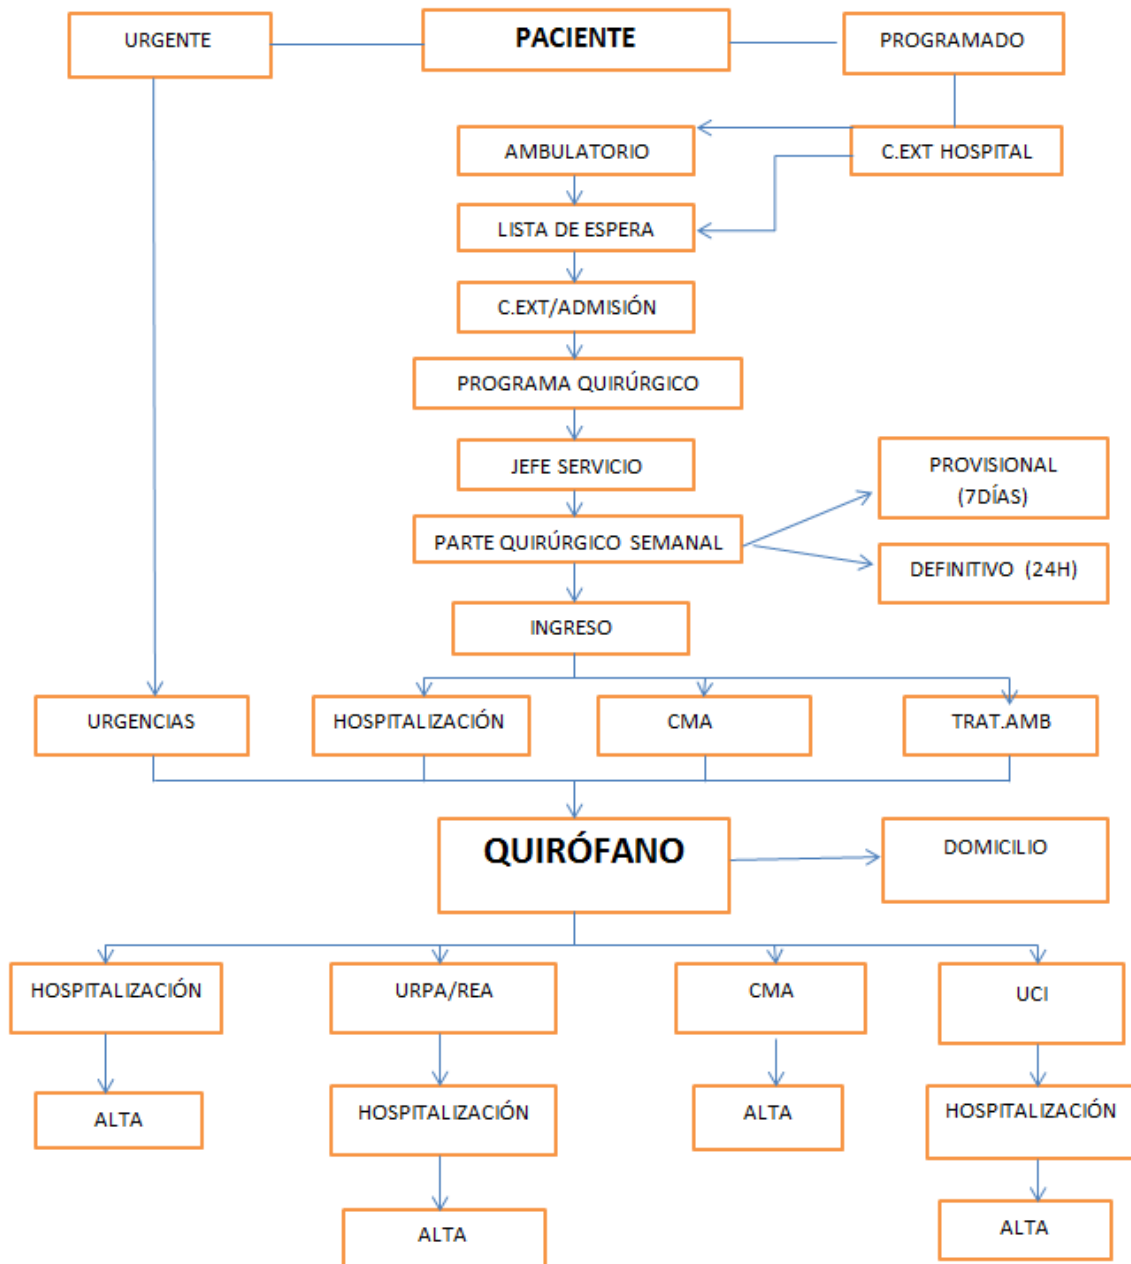 URGENTE
PACIENTE
PROGRAMADO
AMBULATORIO
C.EXT HOSPITAL
LISTA DE ESPERA
C.EXT/ADMISIÓN
PROGRAMA QUIRÚRGICO
JEFE SERVICIO
PROVISIONAL
(7DÍAS)
PARTE QUIRÚRGICO SEMANAL
DEFINITIVO (24H)
INGRESO
URGENCIAS
HOSPITALIZACIÓN
CMA
TRAT.AMB
QUIRÓFANO
DOMICILIO
HOSPITALIZACIÓN
URPA/REA
CMA
UCI
ALTA
HOSPITALIZACIÓN
ALTA
HOSPITALIZACIÓN
ALTA
ALTA